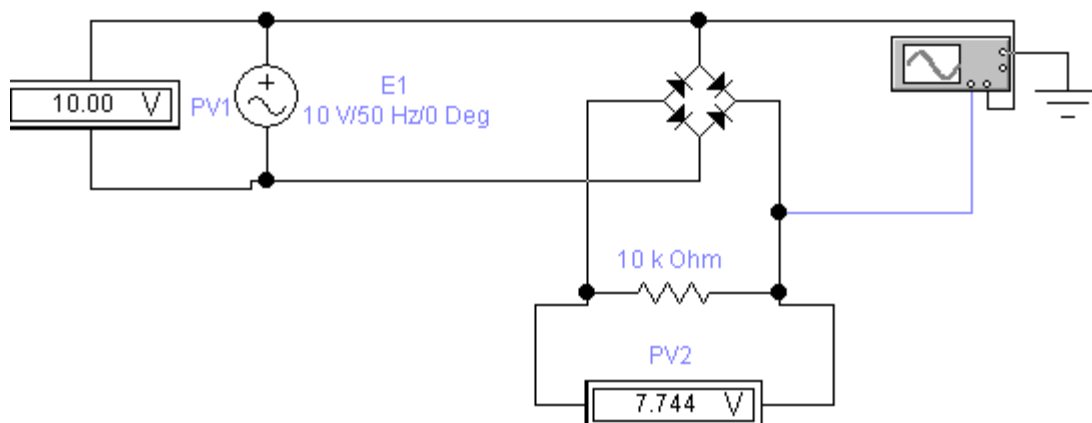 10.00 V
PV1
E1
10 V/50 Hz/0 Deg
10 k Ohm
PV2
7.744 V